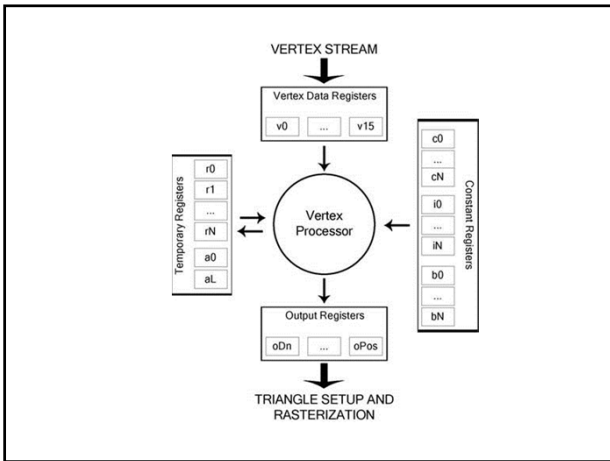 VERTEX STREAM
Vertex Data Registers
v0
...
v15
Temporary Registers
r0
r1
...
rN
a0
aL
Vertex
Processor
Constant Registers
c0
...
cN
i0
...
iN
b0
...
bN
Output Registers
oDn
...
oPos
TRIANGLE SETUP AND
RASTERIZATION